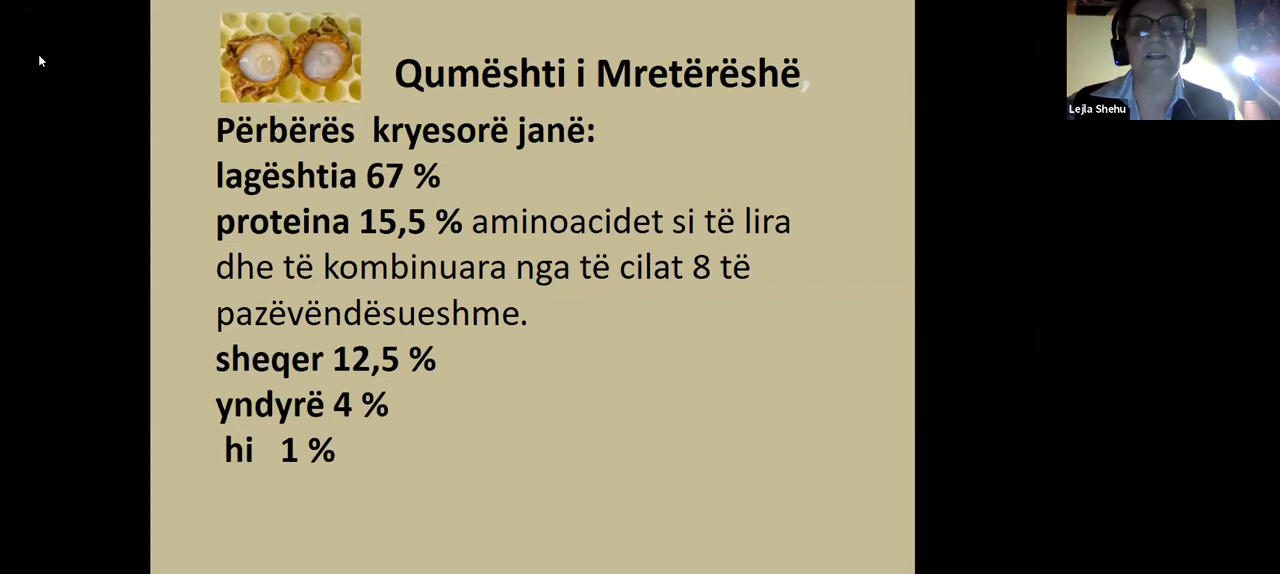 Qumështi i Mretërëshë,
Përbërës kryesorë janë:
lagështia 67 %
proteina 15,5 % aminoacidet si të lira
dhe të kombinuara nga të cilat 8 të
pazëvëndësueshme.
sheqer 12,5 %
yndyrë 4 %
hi 1 %
Lejla Shehu